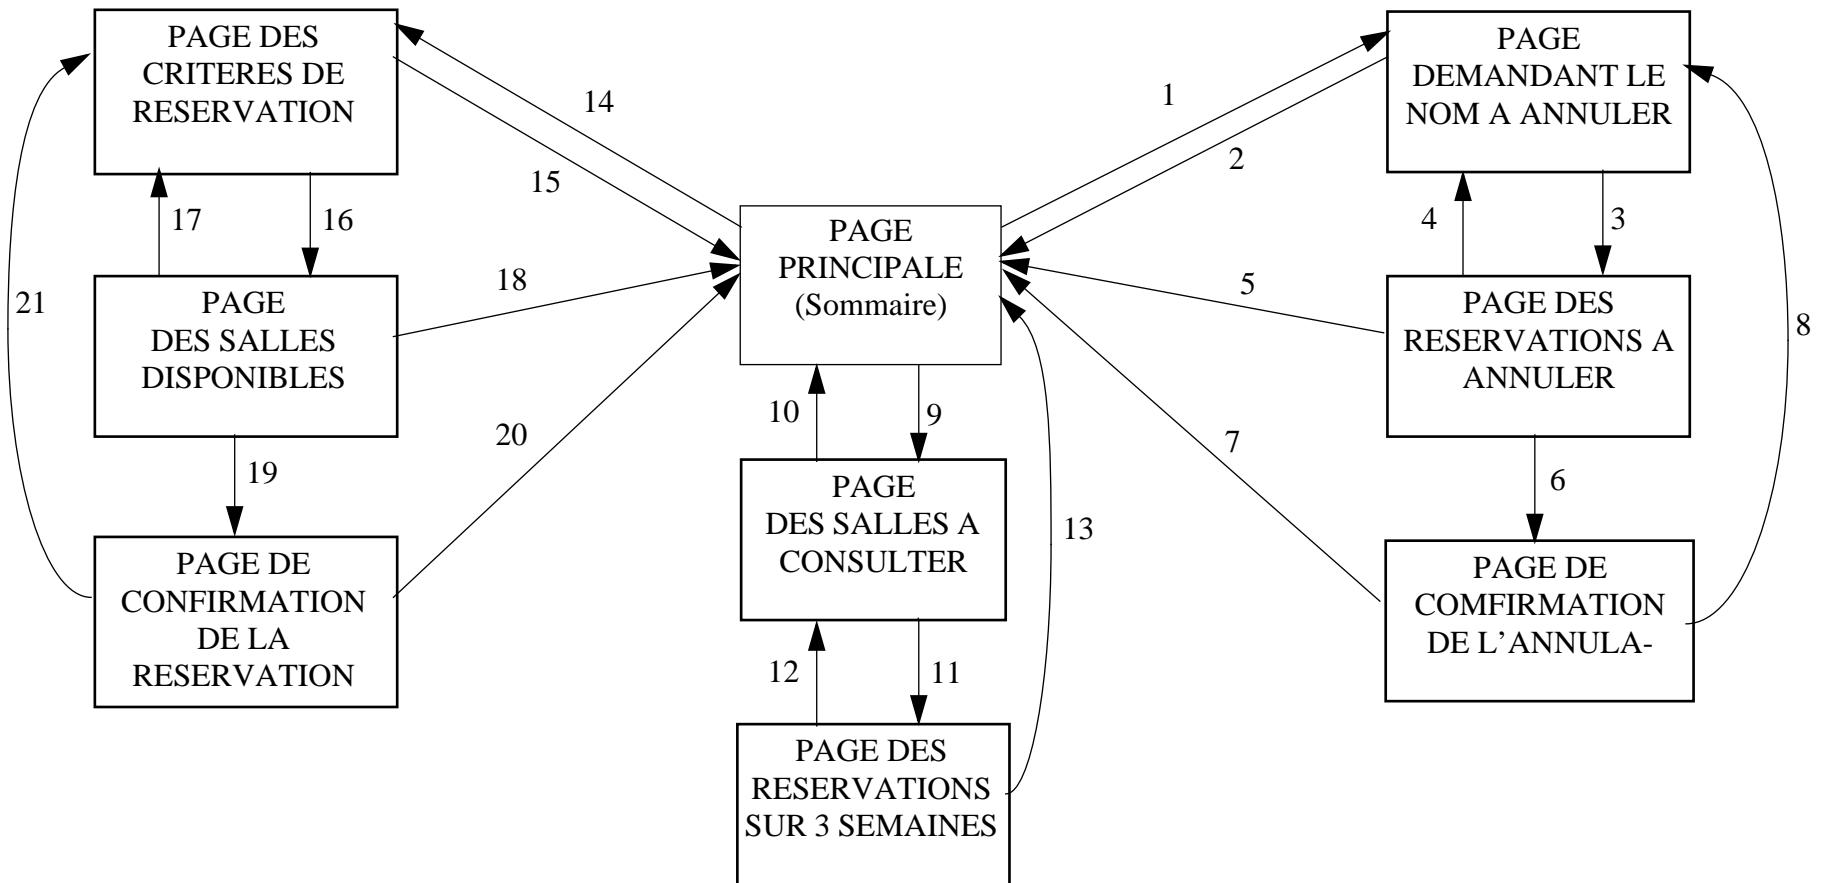 PAGE DES
CRITERES DE
RESERVATION
14
15
17
16
21
PAGE
DES SALLES
DISPONIBLES
18
19
20
PAGE DE
CONFIRMATION
DE LA
RESERVATION
PAGE
PRINCIPALE
(Sommaire)
10
9
PAGE
DES SALLES A
CONSULTER
13
12
11
PAGE DES
RESERVATIONS
SUR 3 SEMAINES
1
2
PAGE
DEMANDANT LE
NOM A ANNULER
4
3
5
PAGE DES
RESERVATIONS A
ANNULER
8
7
6
PAGE DE
COMFIRMATION
DE L’ANNULA-